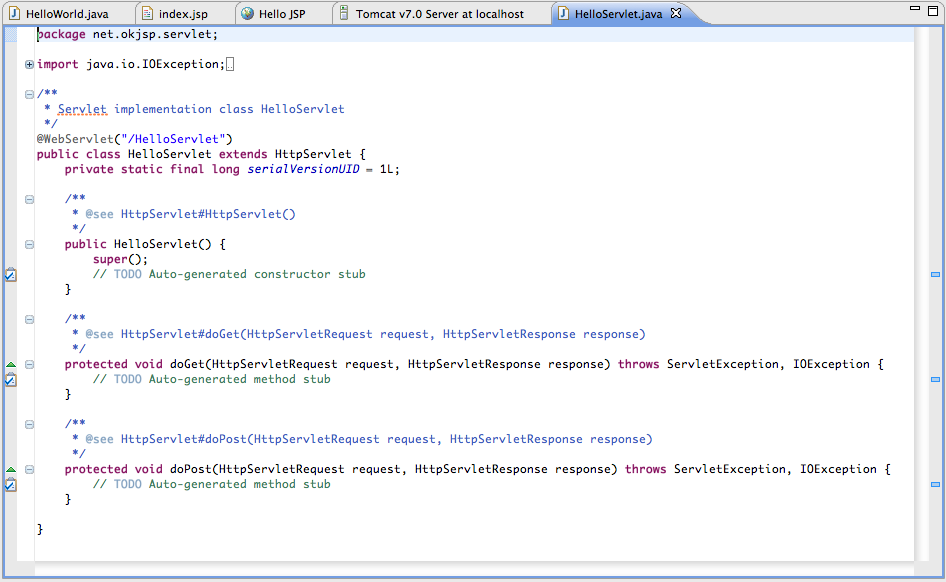 HelloWorld.java index.jsp Hello JSP Tomcat v7.0 Server at localhost HelloServlet.java
package net.okjsp.servlet;
import java.io.IOException;
/**
 * Servlet implementation class HelloServlet
 */
@WebServlet("/HelloServlet")
public class HelloServlet extends HttpServlet {
    private static final long serialVersionUID = 1L;
    /**
     * @see HttpServlet#HttpServlet()
     */
    public HelloServlet() {
        super();
        // TODO Auto-generated constructor stub
    }
    /**
     * @see HttpServlet#doGet(HttpServletRequest request, HttpServletResponse response)
     */
    protected void doGet(HttpServletRequest request, HttpServletResponse response) throws ServletException, IOException {
        // TODO Auto-generated method stub
    }
    /**
     * @see HttpServlet#doPost(HttpServletRequest request, HttpServletResponse response)
     */
    protected void doPost(HttpServletRequest request, HttpServletResponse response) throws ServletException, IOException {
        // TODO Auto-generated method stub
    }
}